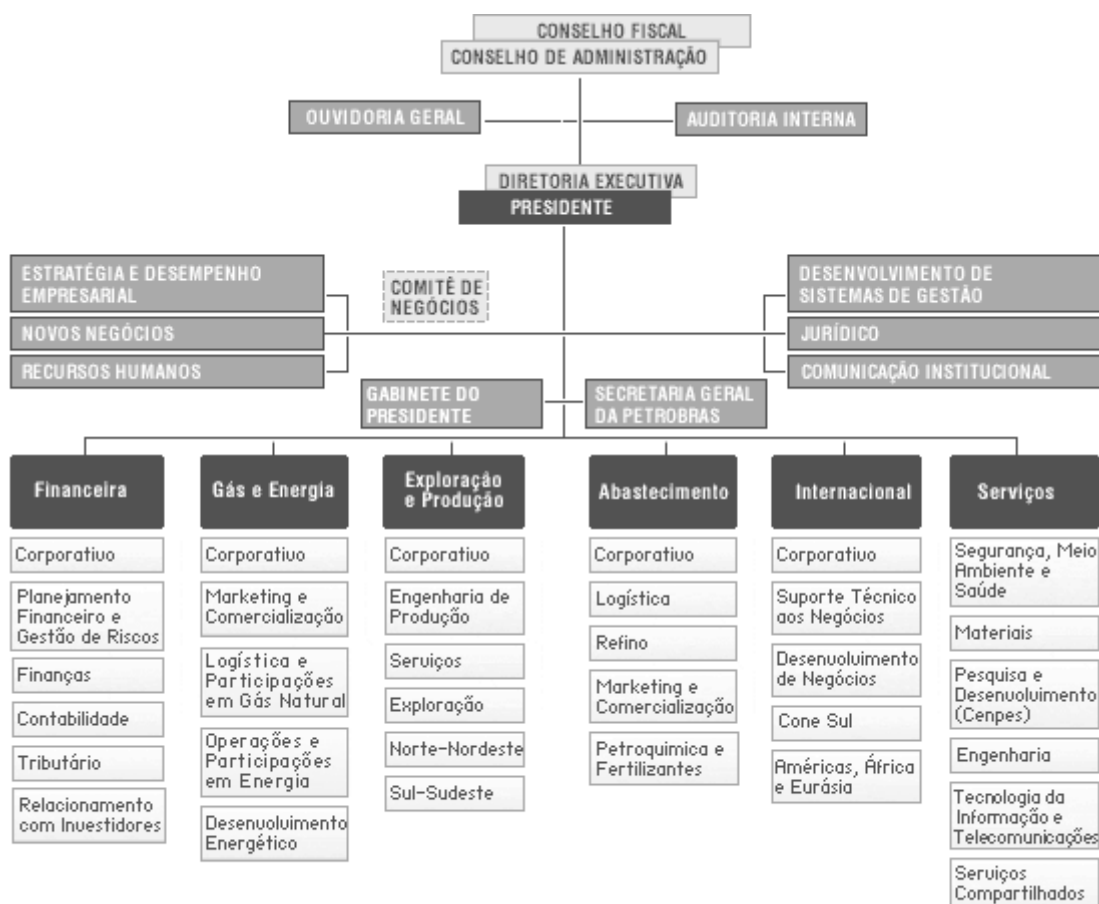 CONSELHO FISCAL
CONSELHO DE ADMINISTRAÇÃO
OUVIDORIA GERAL
AUDITORIA INTERNA
DIRETORIA EXECUTIVA
PRESIDENTE
ESTRATÉGIA E DESEMPENHO
EMPRESARIAL
NOVOS NEGÓCIOS
RECURSOS HUMANOS
COMITÊ DE
NEGÓCIOS
DESENVOLVIMENTO DE
SISTEMAS DE GESTÃO
JURÍDICO
COMUNICAÇÃO INSTITUCIONAL
GABINETE DO
PRESIDENTE
SECRETARIA GERAL
DA PETROBRAS
Financeira
Corporativo
Planejamento
Financeiro e
Gestão de Riscos
Finanças
Contabilidade
Tributário
Relacionamento
com Investidores
Gás e Energia
Corporativo
Marketing e
Comercialização
Logística e
Participações
em Gás Natural
Operações e
Participações
em Energia
Desenvolvimento
Energético
Exploração
e Produção
Corporativo
Engenharia de
Produção
Serviços
Exploração
Norte-Nordeste
Sul-Sudeste
Abastecimento
Corporativo
Logística
Refino
Marketing e
Comercialização
Petroquimica e
Fertilizantes
Internacional
Corporativo
Suporte Técnico
aos Negócios
Desenvolvimento
de Negócios
Cone Sul
Américas, África
e Eurásia
Serviços
Segurança, Meio
Ambiente e
Saúde
Materiais
Pesquisa e
Desenvolvimento
(Cenpes)
Engenharia
Tecnologia da
Informação e
Telecomunicações
Serviços
Compartilhados